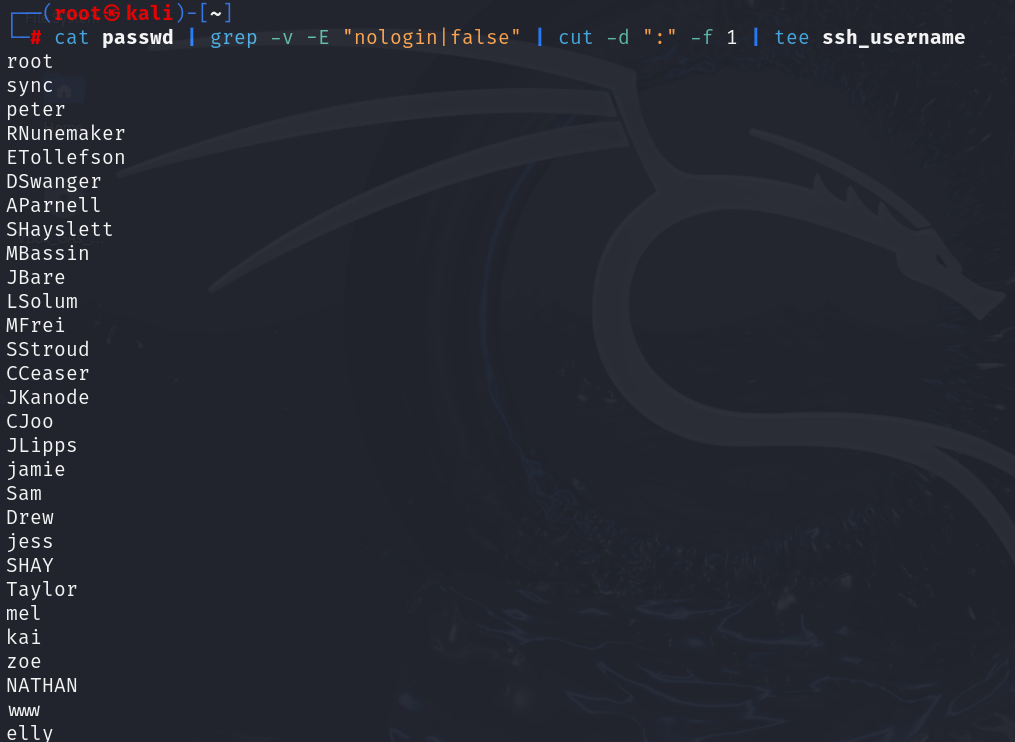 ┌──(root㉿kali)-[~]
└─# cat passwd | grep -v -E "nologin|false" | cut -d ":" -f 1 | tee ssh_username
root
sync
peter
RNunemaker
ETollefson
DSwanger
AParnell
SHayslett
MBassin
JBare
LSolum
MFrei
SStroud
CCeaser
JKanode
CJoo
JLipps
jamie
Sam
Drew
jess
SHAY
Taylor
mel
kai
zoe
NATHAN
www
elly